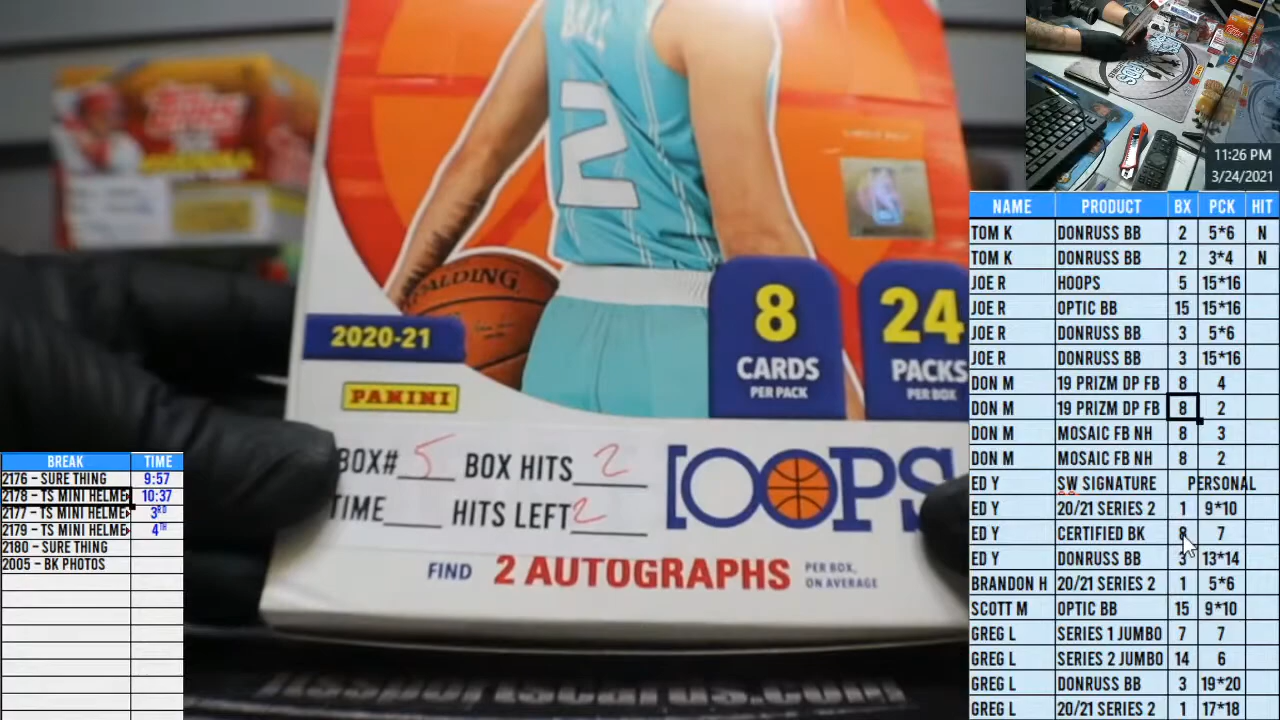 BALL
2
SPALDING
2020-21
PANINI
8
CARDS
PER PACK
24
PACKS
PER BOX
BOX# 5 BOX HITS 2
TIME___ HITS LEFT 2
OOPS
FIND 2 AUTOGRAPHS PER BOX,
ON AVERAGE
itssportscards.com
11:26 PM
3/24/2021
NAME PRODUCT BX PCK HIT
TOM K DONRUSS BB 2 5*6 N
TOM K DONRUSS BB 2 3*4 N
JOE R HOOPS 5 15*16
JOE R OPTIC BB 15 15*16
JOE R DONRUSS BB 3 5*6
JOE R DONRUSS BB 3 15*16
DON M 19 PRIZM DP FB 8 4
DON M 19 PRIZM DP FB 8 2
DON M MOSAIC FB NH 8 3
DON M MOSAIC FB NH 8 2
ED Y SW SIGNATURE PERSONAL
ED Y 20/21 SERIES 2 1 9*10
ED Y CERTIFIED BK 8 7
ED Y DONRUSS BB 3 13*14
BRANDON H 20/21 SERIES 2 1 5*6
SCOTT M OPTIC BB 15 9*10
GREG L SERIES 1 JUMBO 7 7
GREG L SERIES 2 JUMBO 14 6
GREG L DONRUSS BB 3 19*20
GREG L 20/21 SERIES 2 1 17*18
BREAK TIME
2176 – SURE THING 9:57
2178 – TS MINI HELME 10:37
2177 – TS MINI HELME 3RD
2179 – TS MINI HELME 4TH
2180 – SURE THING
2005 – BK PHOTOS